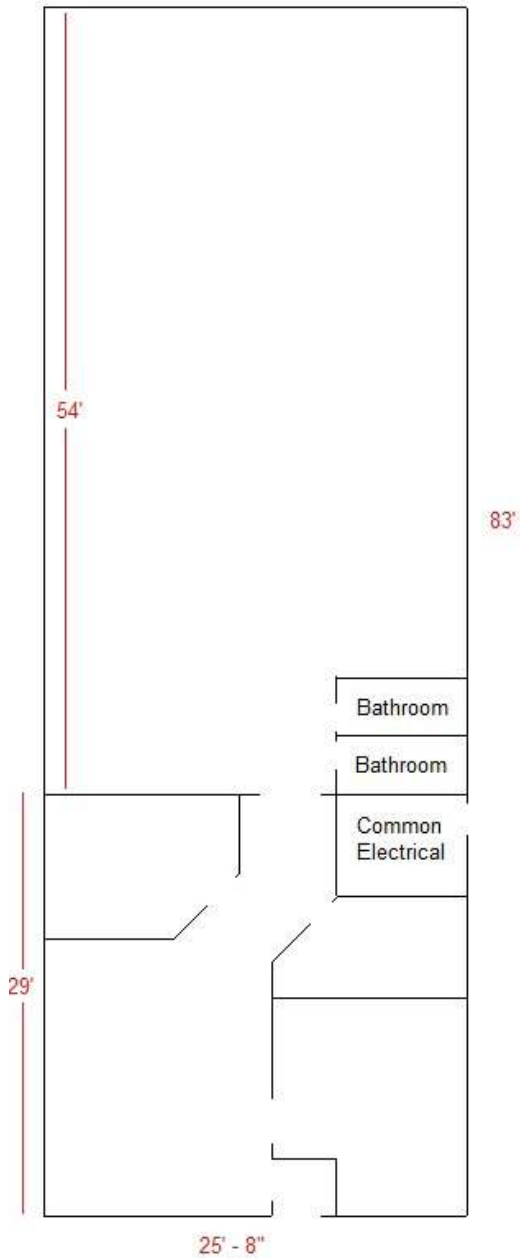 54'
83'
Bathroom
Bathroom
Common
Electrical
29'
25' - 8"